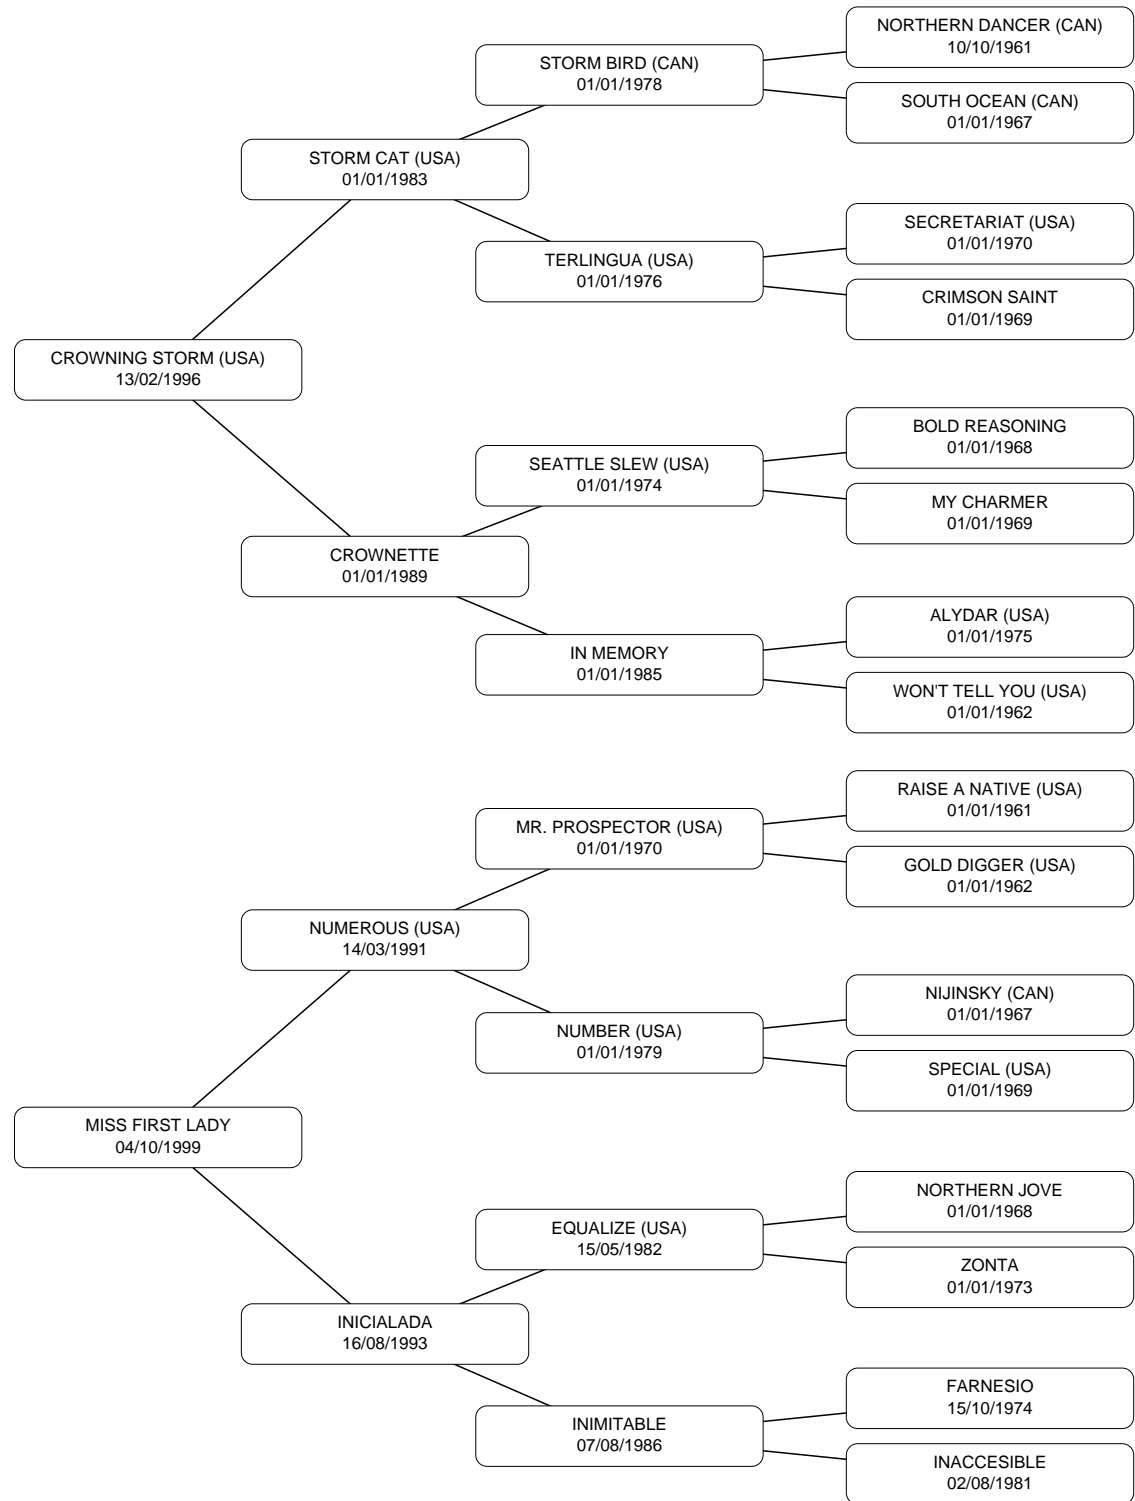 NORTHERN DANCER (CAN)
10/10/1961
STORM BIRD (CAN)
01/01/1978
SOUTH OCEAN (CAN)
01/01/1967
STORM CAT (USA)
01/01/1983
SECRETARIAT (USA)
01/01/1970
TERLINGUA (USA)
01/01/1976
CRIMSON SAINT
01/01/1969
CROWNING STORM (USA)
13/02/1996
BOLD REASONING
01/01/1968
SEATTLE SLEW (USA)
01/01/1974
MY CHARMER
01/01/1969
CROWNETTE
01/01/1989
ALYDAR (USA)
01/01/1975
IN MEMORY
01/01/1985
WON'T TELL YOU (USA)
01/01/1962
RAISE A NATIVE (USA)
01/01/1961
MR. PROSPECTOR (USA)
01/01/1970
GOLD DIGGER (USA)
01/01/1962
NUMEROUS (USA)
14/03/1991
NIJINSKY (CAN)
01/01/1967
NUMBER (USA)
01/01/1979
SPECIAL (USA)
01/01/1969
MISS FIRST LADY
04/10/1999
NORTHERN JOVE
01/01/1968
EQUALIZE (USA)
15/05/1982
ZONTA
01/01/1973
INICIALADA
16/08/1993
FARNESIO
15/10/1974
INIMITABLE
07/08/1986
INACCESIBLE
02/08/1981